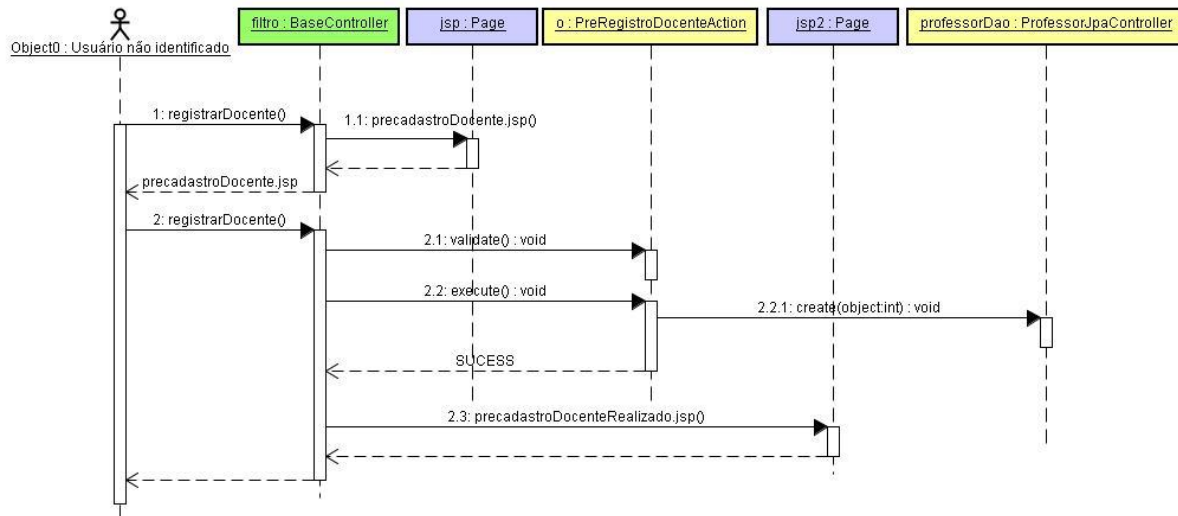 Object0 : Usuário não identificado
filtro : BaseController
jsp : Page
o : PreRegistroDocenteAction
jsp2 : Page
professorDao : ProfessorJpaController
1: registrarDocente()
1.1: precadastroDocente.jsp()
precadastroDocente.jsp
2: registrarDocente()
2.1: validate() : void
2.2: execute() : void
2.2.1: create(object:int) : void
SUCESS
2.3: precadastroDocenteRealizado.jsp()